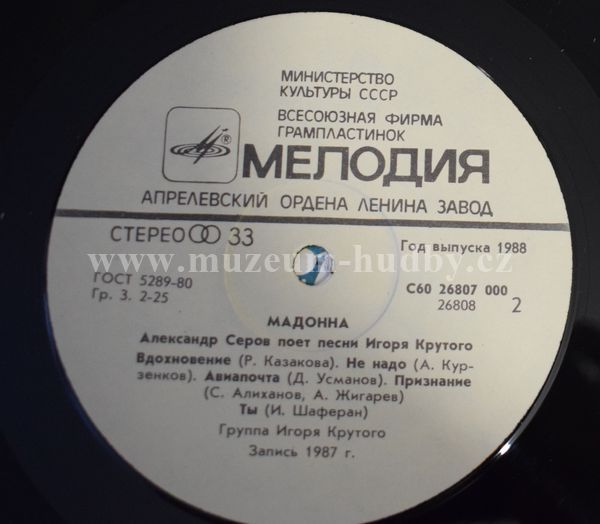 МИНИСТЕРСТВО
КУЛЬТУРЫ СССР
ВСЕСОЮЗНАЯ ФИРМА
ГРАМПЛАСТИНОК
®
МЕЛОДИЯ
АПРЕЛЕВСКИЙ ОРДЕНА ЛЕНИНА ЗАВОД
СТЕРЕО 33
Год выпуска 1988
www.muzeum-hudby.cz
ГОСТ 5289-80
Гр. 3. 2-25
С60 26807 000
26808 2
МАДОННА
Александр Серов поет песни Игоря Крутого
Вдохновение (Р. Казакова). Не надо (А. Кур-
зенков). Авиапочта (Д. Усманов). Признание
(С. Алиханов, А. Жигарев)
Ты (И. Шаферан)
Группа Игоря Крутого
Запись 1987 г.